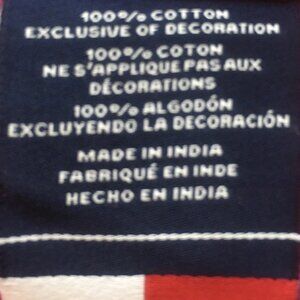 100% COTTON
EXCLUSIVE OF DECORATION
100% COTON
NE S'APPLIQUE PAS AUX
DÉCORATIONS
100% ALGODÓN
EXCLUYENDO LA DECORACIÓN
MADE IN INDIA
FABRIQUÉ EN INDE
HECHO EN INDIA